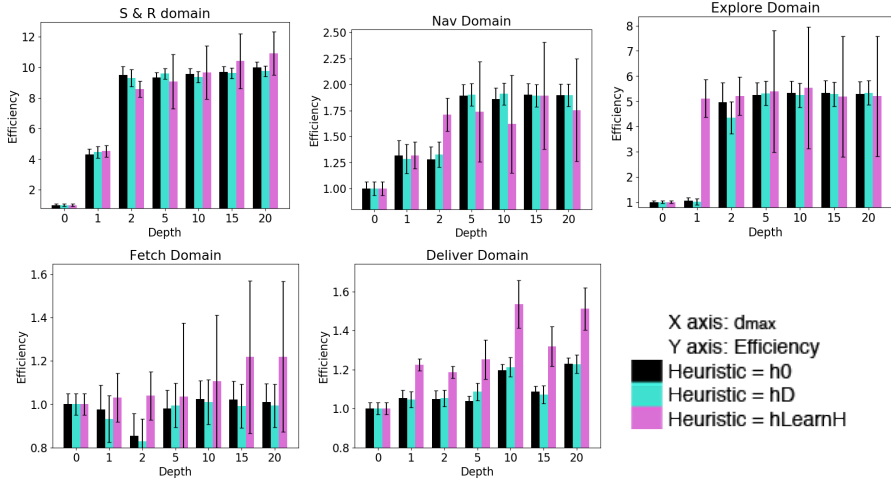 S & R domain
12
10
8
6
4
2
Efficiency
0 1 2 5 10 15 20
Depth
Nav Domain
2.50
2.25
2.00
1.75
1.50
1.25
1.00
Efficiency
0 1 2 5 10 15 20
Depth
Explore Domain
8
7
6
5
4
3
2
1
Efficiency
0 1 2 5 10 15 20
Depth
Fetch Domain
1.6
1.4
1.2
1.0
0.8
Efficiency
0 1 2 5 10 15 20
Depth
Deliver Domain
1.6
1.4
1.2
1.0
0.8
Efficiency
0 1 2 5 10 15 20
Depth
X axis: dmax
Y axis: Efficiency
Heuristic = h0
Heuristic = hD
Heuristic = hLearnH